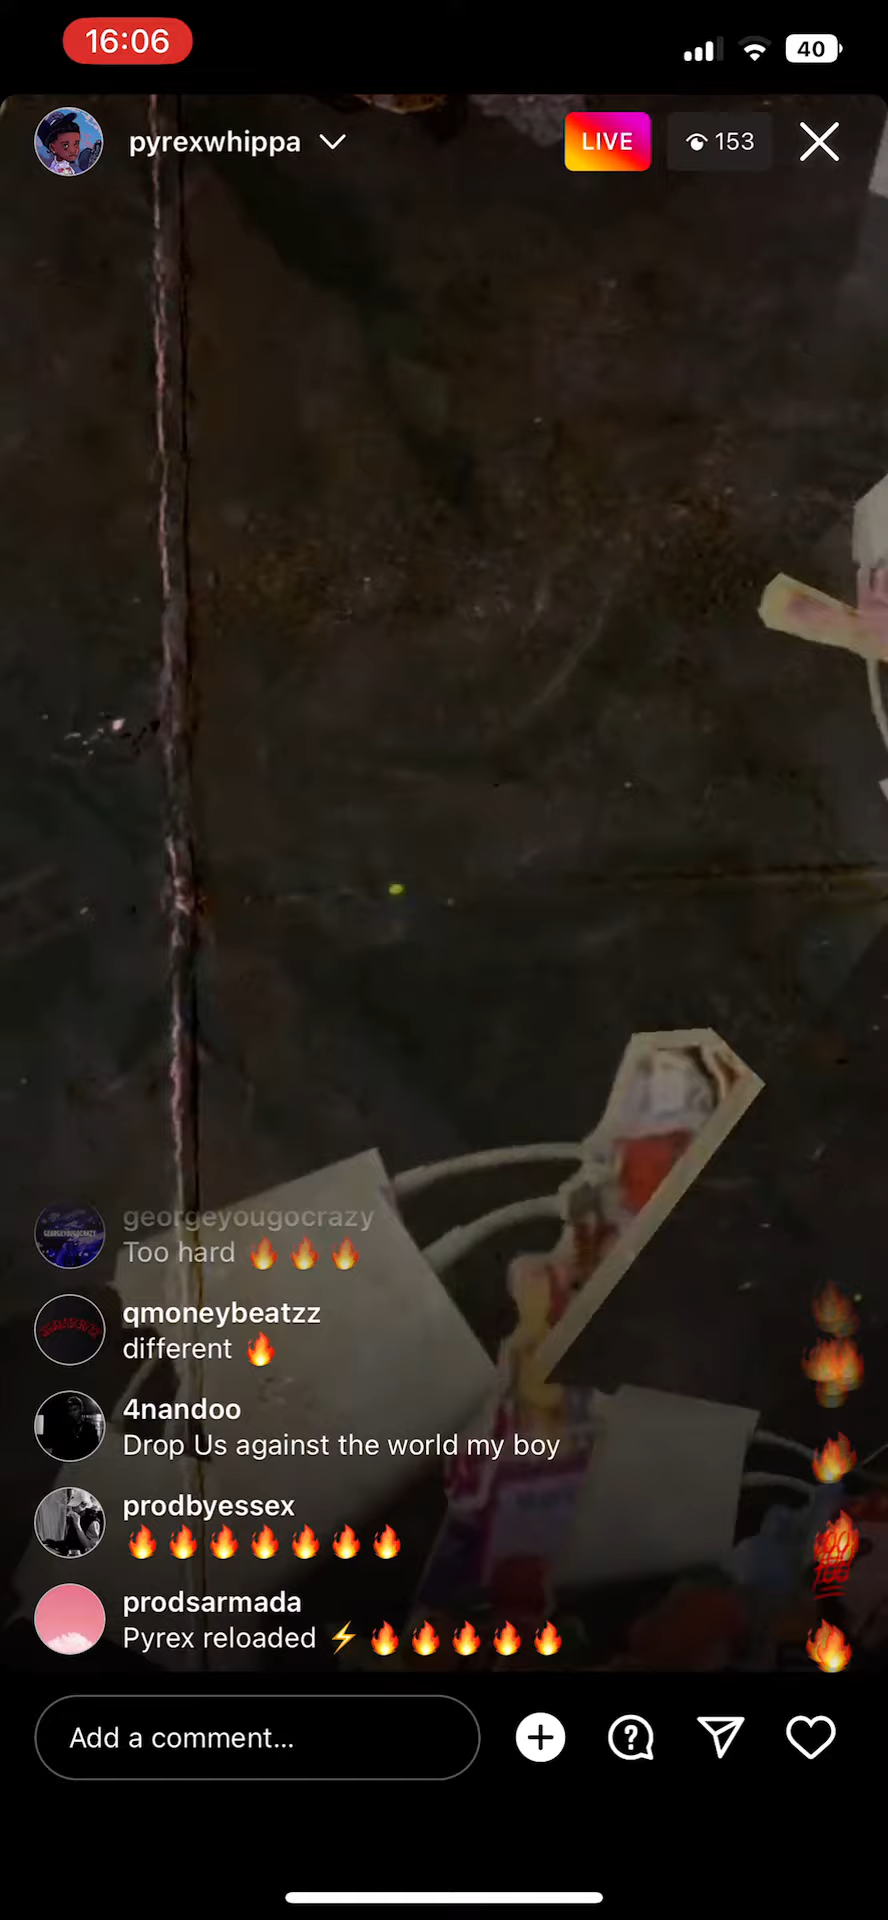 16:06
40
pyrexwhippa
LIVE
153
georgeyougocrazy
Too hard 🔥 🔥 🔥
qmoneybeatzz
different 🔥
4nandoo
Drop Us against the world my boy
prodbyessex
🔥 🔥 🔥 🔥 🔥 🔥 🔥
prodsarmada
Pyrex reloaded ⚡ 🔥 🔥 🔥 🔥 🔥
Add a comment...